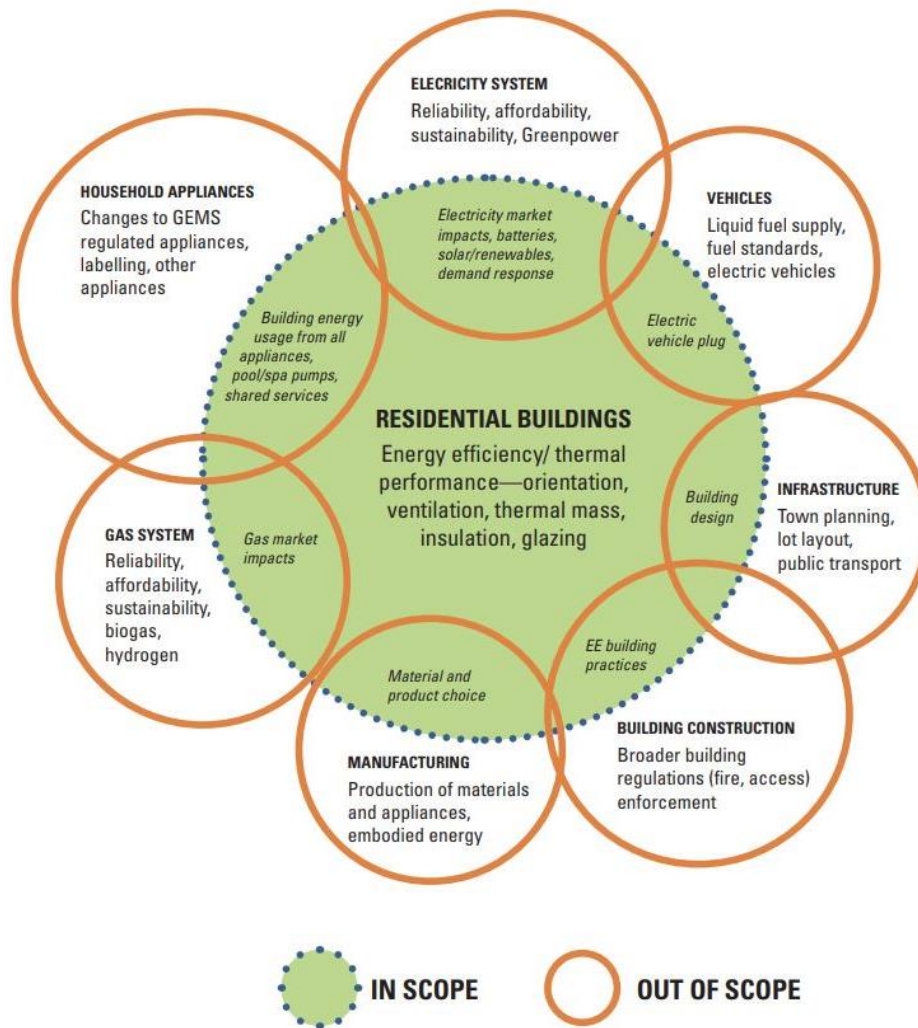 ELECRICITY SYSTEM
Reliability, affordability,
sustainability, Greenpower
Electricity market
impacts, batteries,
solar/renewables,
demand response
HOUSEHOLD APPLIANCES
Changes to GEMS
regulated appliances,
labelling, other
appliances
Building energy
usage from all
appliances,
pool/spa pumps,
shared services
VEHICLES
Liquid fuel supply,
fuel standards,
electric vehicles
Electric
vehicle plug
RESIDENTIAL BUILDINGS
Energy efficiency/ thermal
performance—orientation,
ventilation, thermal mass,
insulation, glazing
INFRASTRUCTURE
Town planning,
lot layout,
public transport
Building
design
GAS SYSTEM
Reliability,
affordability,
sustainability,
biogas,
hydrogen
Gas market
impacts
EE building
practices
BUILDING CONSTRUCTION
Broader building
regulations (fire, access)
enforcement
Material and
product choice
MANUFACTURING
Production of materials
and appliances,
embodied energy
IN SCOPE
OUT OF SCOPE